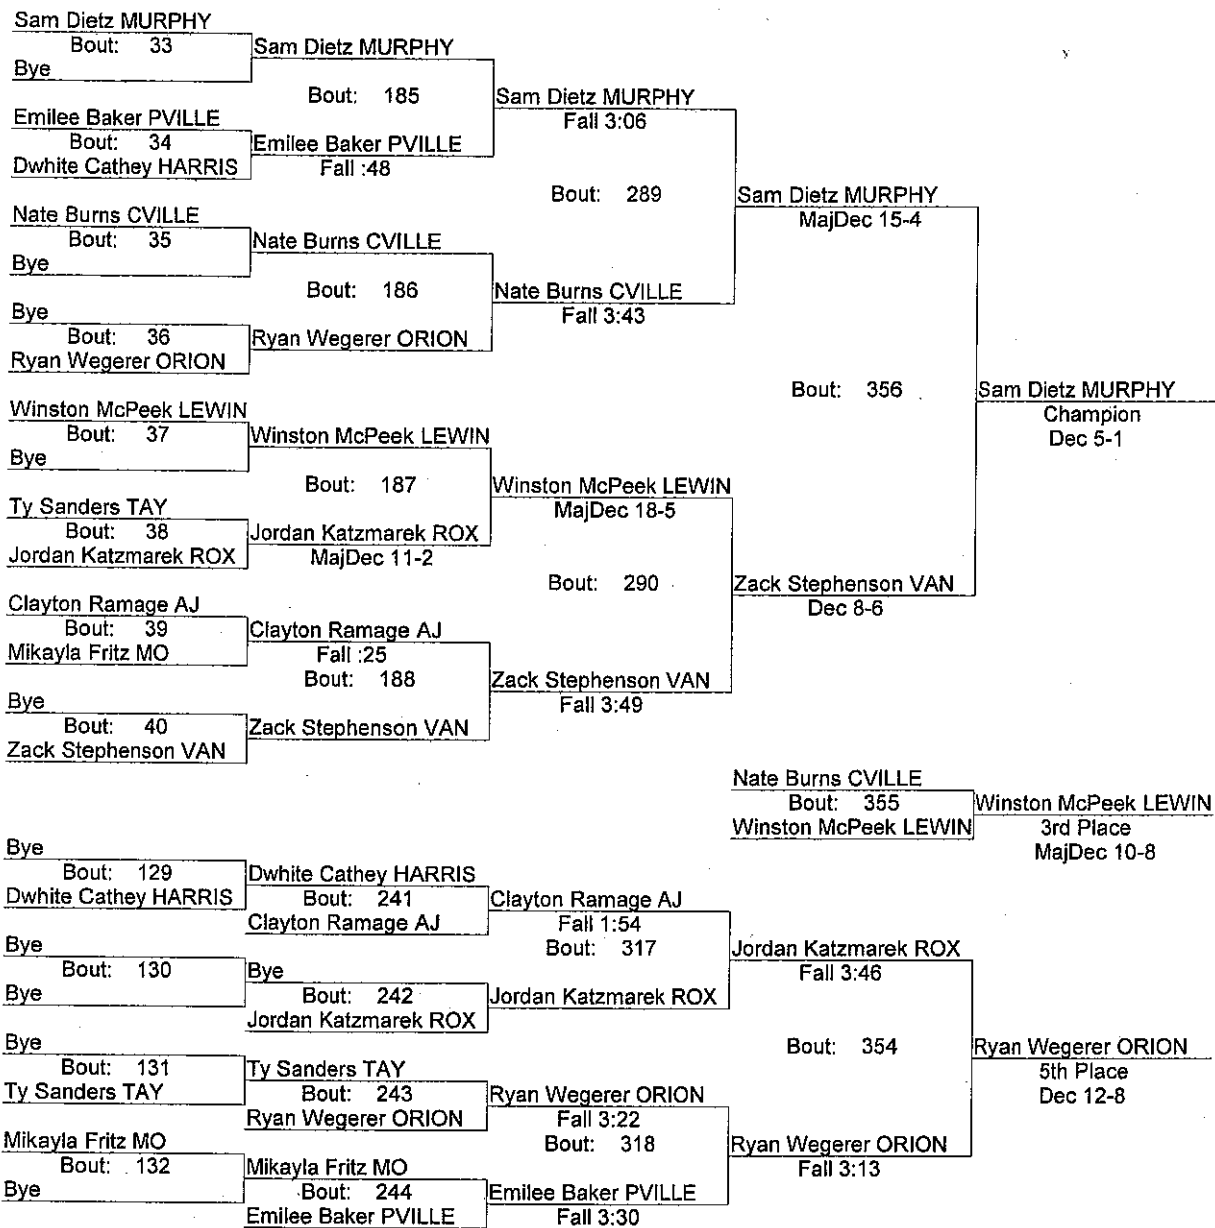 Sam Dietz MURPHY
Bout: 33
Bye
Sam Dietz MURPHY
Bout: 185
Emilee Baker PVILLE
Bout: 34
Dwhite Cathey HARRIS
Emilee Baker PVILLE
Fall :48
Sam Dietz MURPHY
Fall 3:06
Bout: 289
Nate Burns CVILLE
Bout: 35
Bye
Nate Burns CVILLE
Bout: 186
Bye
Bout: 36
Ryan Wegerer ORION
Ryan Wegerer ORION
Nate Burns CVILLE
Fall 3:43
Sam Dietz MURPHY
MajDec 15-4
Bout: 356
Winston McPeek LEWIN
Bout: 37
Bye
Winston McPeek LEWIN
Bout: 187
Ty Sanders TAY
Bout: 38
Jordan Katzmarek ROX
Jordan Katzmarek ROX
MajDec 11-2
Winston McPeek LEWIN
MajDec 18-5
Bout: 290
Clayton Ramage AJ
Bout: 39
Mikayla Fritz MO
Clayton Ramage AJ
Fall :25
Bout: 188
Bye
Bout: 40
Zack Stephenson VAN
Zack Stephenson VAN
Zack Stephenson VAN
Fall 3:49
Zack Stephenson VAN
Dec 8-6
Sam Dietz MURPHY
Champion
Dec 5-1
Nate Burns CVILLE
Bout: 355
Winston McPeek LEWIN
Winston McPeek LEWIN
3rd Place
MajDec 10-8
Bye
Bout: 129
Dwhite Cathey HARRIS
Dwhite Cathey HARRIS
Bout: 241
Clayton Ramage AJ
Clayton Ramage AJ
Fall 1:54
Bout: 317
Bye
Bout: 130
Bye
Bye
Bout: 242
Jordan Katzmarek ROX
Jordan Katzmarek ROX
Jordan Katzmarek ROX
Fall 3:46
Bout: 354
Bye
Bout: 131
Ty Sanders TAY
Ty Sanders TAY
Bout: 243
Ryan Wegerer ORION
Ryan Wegerer ORION
Fall 3:22
Bout: 318
Mikayla Fritz MO
Bout: 132
Bye
Mikayla Fritz MO
Bout: 244
Emilee Baker PVILLE
Emilee Baker PVILLE
Fall 3:30
Ryan Wegerer ORION
Fall 3:13
Ryan Wegerer ORION
5th Place
Dec 12-8